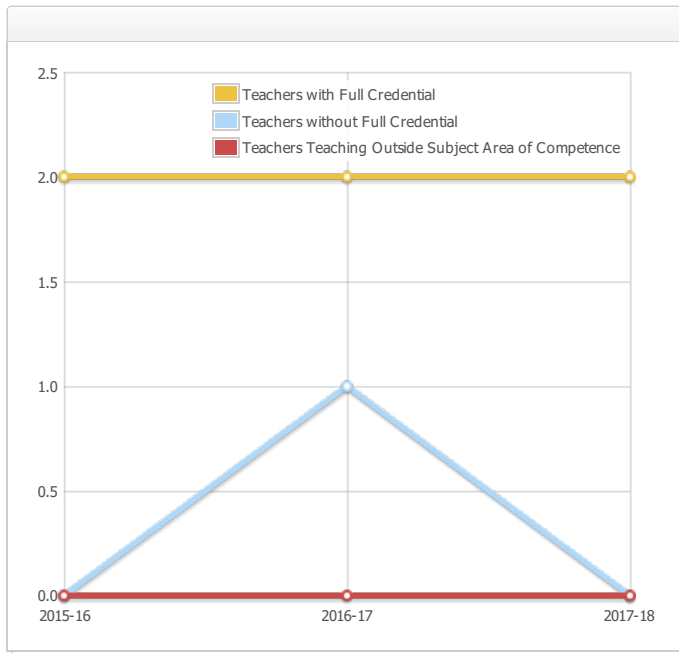 2.5
Teachers with Full Credential
Teachers without Full Credential
Teachers Teaching Outside Subject Area of Competence
2.0
1.5
1.0
0.5
0.0
2015-16 2016-17 2017-18